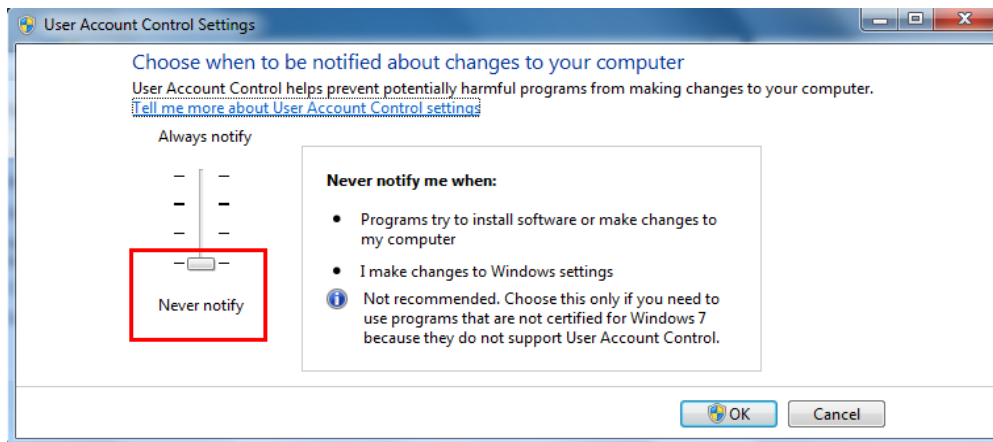 User Account Control Settings
Choose when to be notified about changes to your computer
User Account Control helps prevent potentially harmful programs from making changes to your computer.
Tell me more about User Account Control settings
Always notify
Never notify me when:
Programs try to install software or make changes to
my computer
I make changes to Windows settings
Never notify
Not recommended. Choose this only if you need to
use programs that are not certified for Windows 7
because they do not support User Account Control.
OK
Cancel